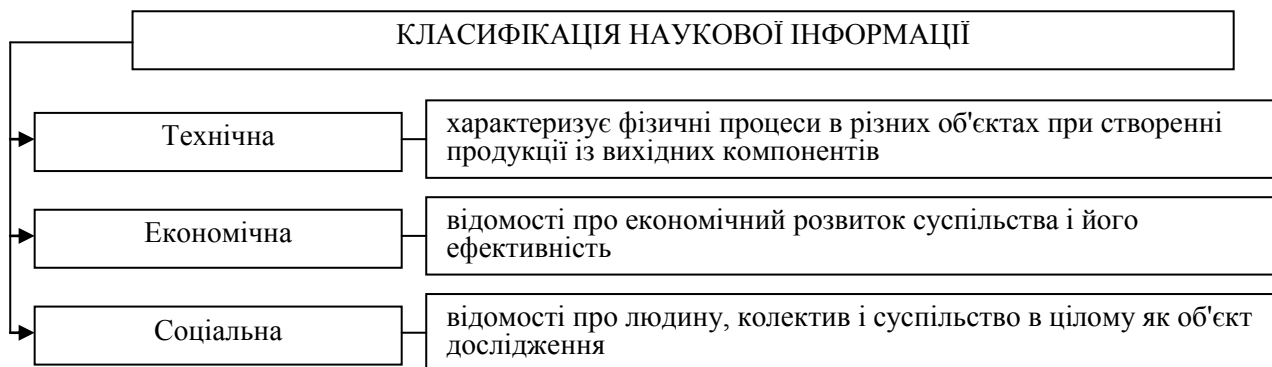 КЛАСИФІКАЦІЯ НАУКОВОЇ ІНФОРМАЦІЇ
Технічна
характеризує фізичні процеси в різних об'єктах при створенні
продукції із вихідних компонентів
Економічна
відомості про економічний розвиток суспільства і його
ефективність
Соціальна
відомості про людину, колектив і суспільство в цілому як об'єкт
дослідження